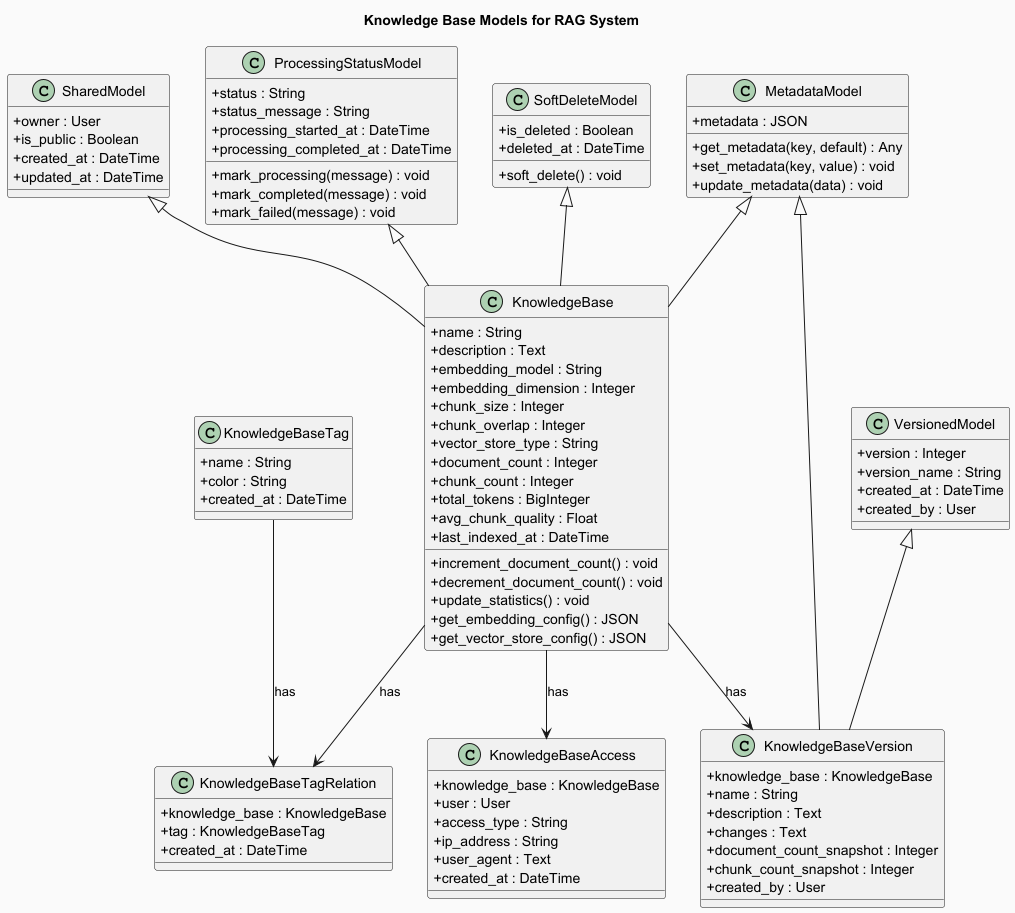 Knowledge Base Models for RAG System
C SharedModel
+owner : User
+is_public : Boolean
+created_at : DateTime
+updated_at : DateTime
C ProcessingStatusModel
+status : String
+status_message : String
+processing_started_at : DateTime
+processing_completed_at : DateTime
+mark_processing(message) : void
+mark_completed(message) : void
+mark_failed(message) : void
C SoftDeleteModel
+is_deleted : Boolean
+deleted_at : DateTime
+soft_delete() : void
C MetadataModel
+metadata : JSON
+get_metadata(key, default) : Any
+set_metadata(key, value) : void
+update_metadata(data) : void
C KnowledgeBase
+name : String
+description : Text
+embedding_model : String
+embedding_dimension : Integer
+chunk_size : Integer
+chunk_overlap : Integer
+vector_store_type : String
+document_count : Integer
+chunk_count : Integer
+total_tokens : BigInteger
+avg_chunk_quality : Float
+last_indexed_at : DateTime
+increment_document_count() : void
+decrement_document_count() : void
+update_statistics() : void
+get_embedding_config() : JSON
+get_vector_store_config() : JSON
C KnowledgeBaseTag
+name : String
+color : String
+created_at : DateTime
C VersionedModel
+version : Integer
+version_name : String
+created_at : DateTime
+created_by : User
has
has
has
has
C KnowledgeBaseTagRelation
+knowledge_base : KnowledgeBase
+tag : KnowledgeBaseTag
+created_at : DateTime
C KnowledgeBaseAccess
+knowledge_base : KnowledgeBase
+user : User
+access_type : String
+ip_address : String
+user_agent : Text
+created_at : DateTime
C KnowledgeBaseVersion
+knowledge_base : KnowledgeBase
+name : String
+description : Text
+changes : Text
+document_count_snapshot : Integer
+chunk_count_snapshot : Integer
+created_by : User